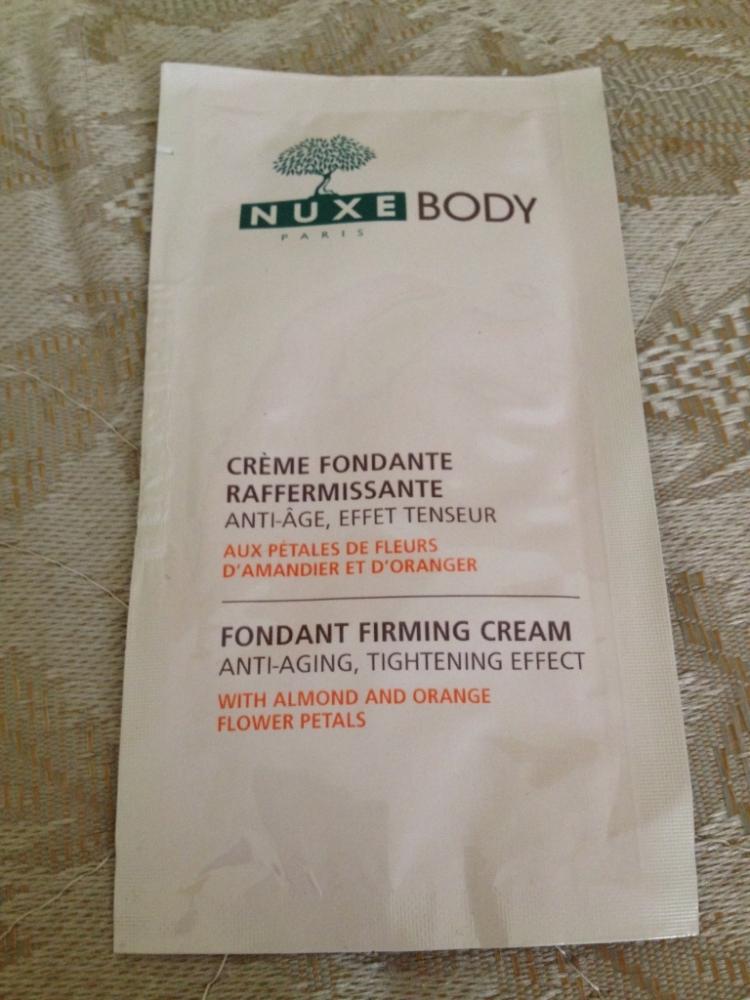 NUXE BODY
PARIS
CRÈME FONDANTE
RAFFERMISSANTE
ANTI-ÂGE, EFFET TENSEUR
AUX PÉTALES DE FLEURS
D'AMANDIER ET D'ORANGER
FONDANT FIRMING CREAM
ANTI-AGING, TIGHTENING EFFECT
WITH ALMOND AND ORANGE
FLOWER PETALS